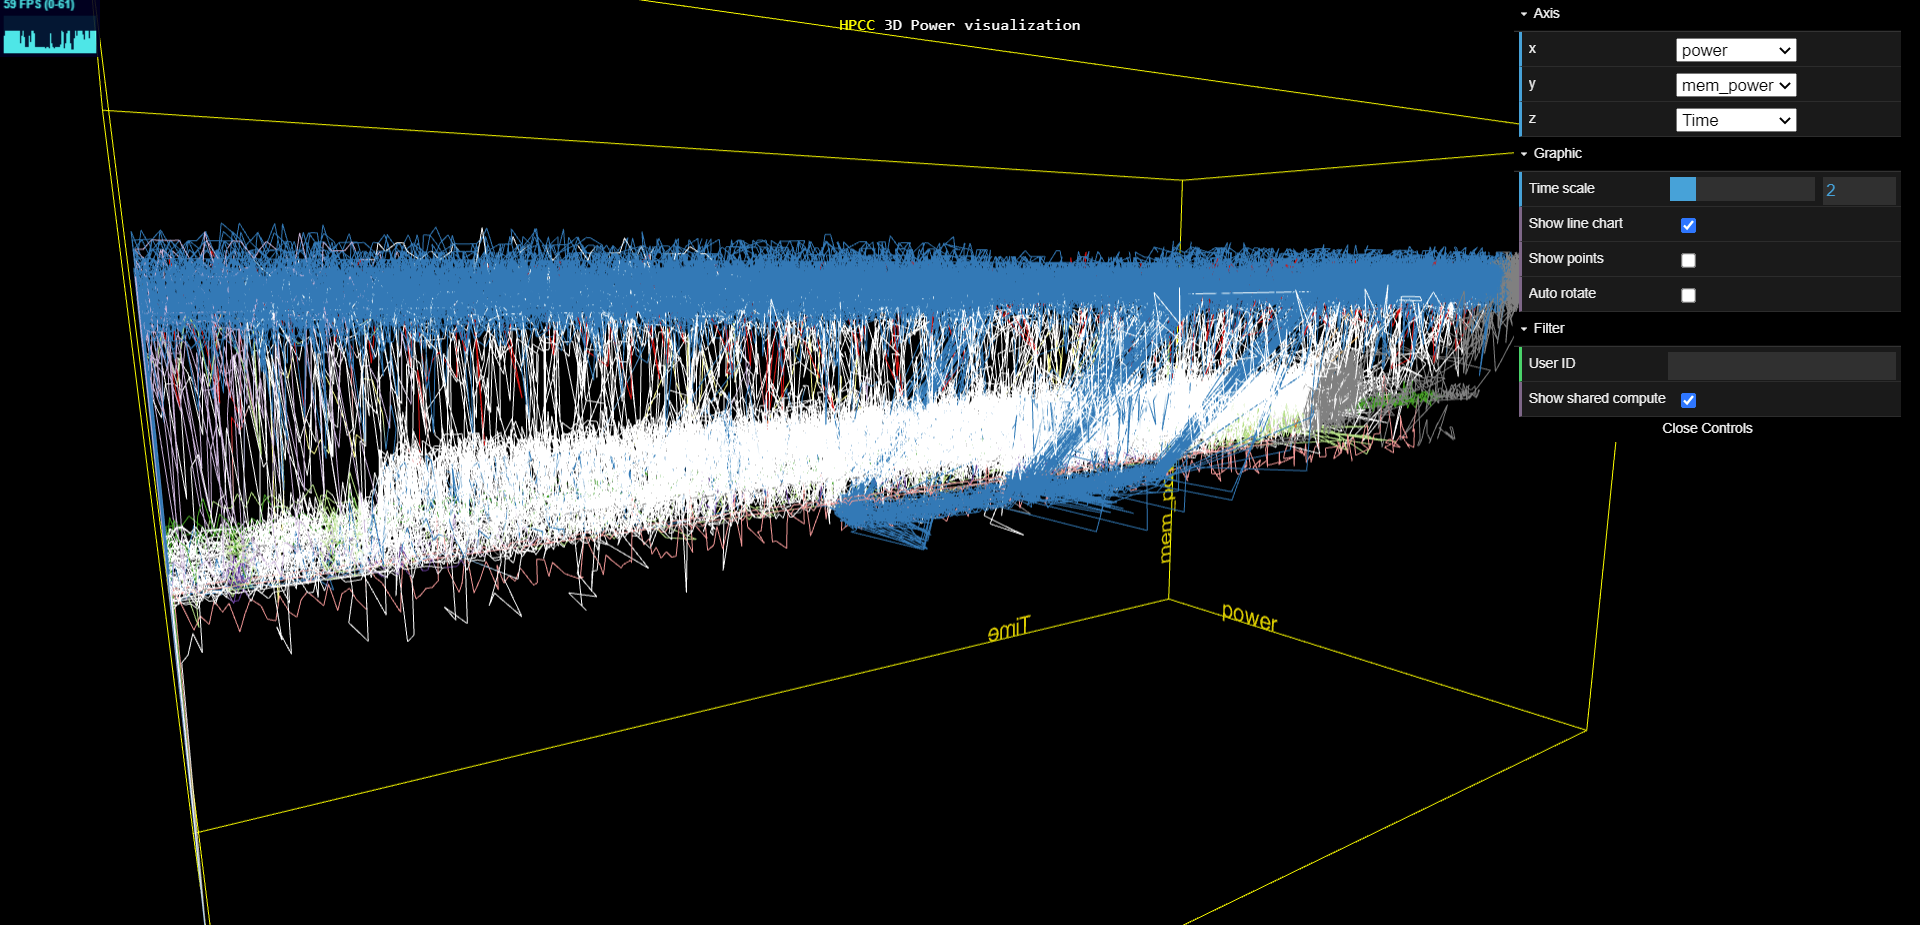 59 FPS (0-61)
HPCC 3D Power visualization
Axis
x
power
y
mem_power
z
Time
Graphic
Time scale
2
Show line chart
Show points
Auto rotate
Filter
User ID
Show shared compute
Close Controls
Time
power